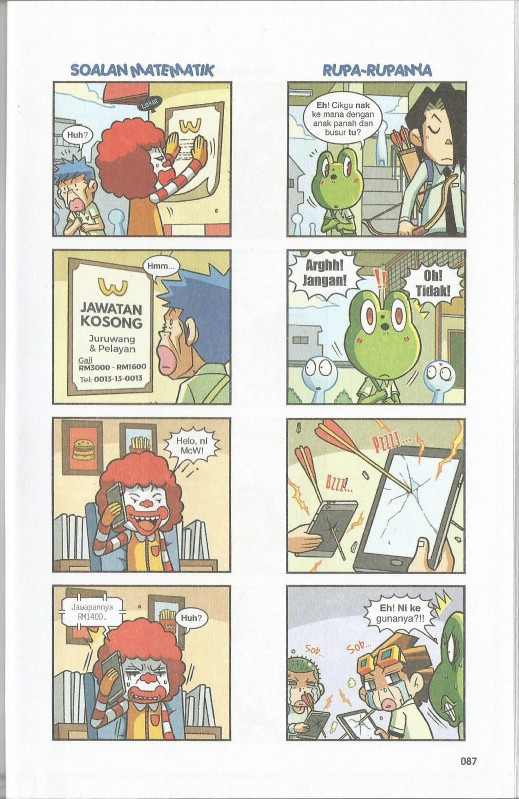 SOALAN MATEMATIK
Lekat
Huh?
Hmm...
JAWATAN
KOSONG
Juruwang
& Pelayan
Gaji
RM3000 - RM1600
Tel: 0013-13-0013
Helo, ni
McW!
Jawapannya
RM1400.
Huh?
RUPA-RUPANYA
Eh! Cikgu nak
ke mana dengan
anak panah dan
busur tu?
Arghh!
Jangan!
!!
Oh!
Tidak!
BZZZ...
BZZZ...
Eh! Ni ke
gunanya?!!
Sob...
Sob...
087